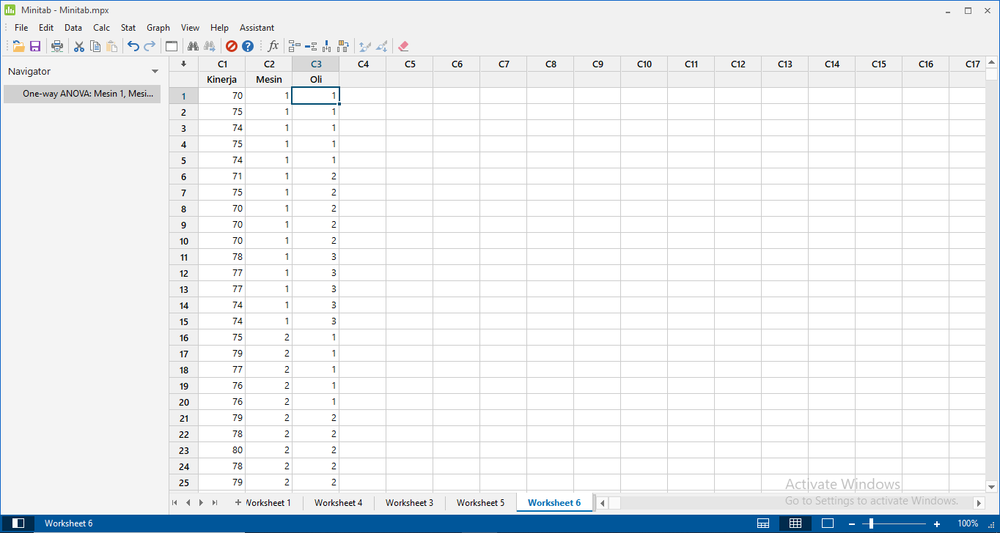 Minitab - Minitab.mpx
File Edit Data Calc Stat Graph View Help Assistant
fx
Navigator
One-way ANOVA: Mesin 1, Mesi...
C1 C2 C3 C4 C5 C6 C7 C8 C9 C10 C11 C12 C13 C14 C15 C16 C17
Kinerja Mesin Oli
1 70 1 1
2 75 1 1
3 74 1 1
4 75 1 1
5 74 1 1
6 71 1 2
7 75 1 2
8 70 1 2
9 70 1 2
10 70 1 2
11 78 1 3
12 77 1 3
13 77 1 3
14 74 1 3
15 74 1 3
16 75 2 1
17 79 2 1
18 77 2 1
19 76 2 1
20 76 2 1
21 79 2 2
22 78 2 2
23 80 2 2
24 78 2 2
25 79 2 2
Activate Windows
Go to Settings to activate Windows.
+ Worksheet 1 Worksheet 4 Worksheet 3 Worksheet 5 Worksheet 6
Worksheet 6 100%